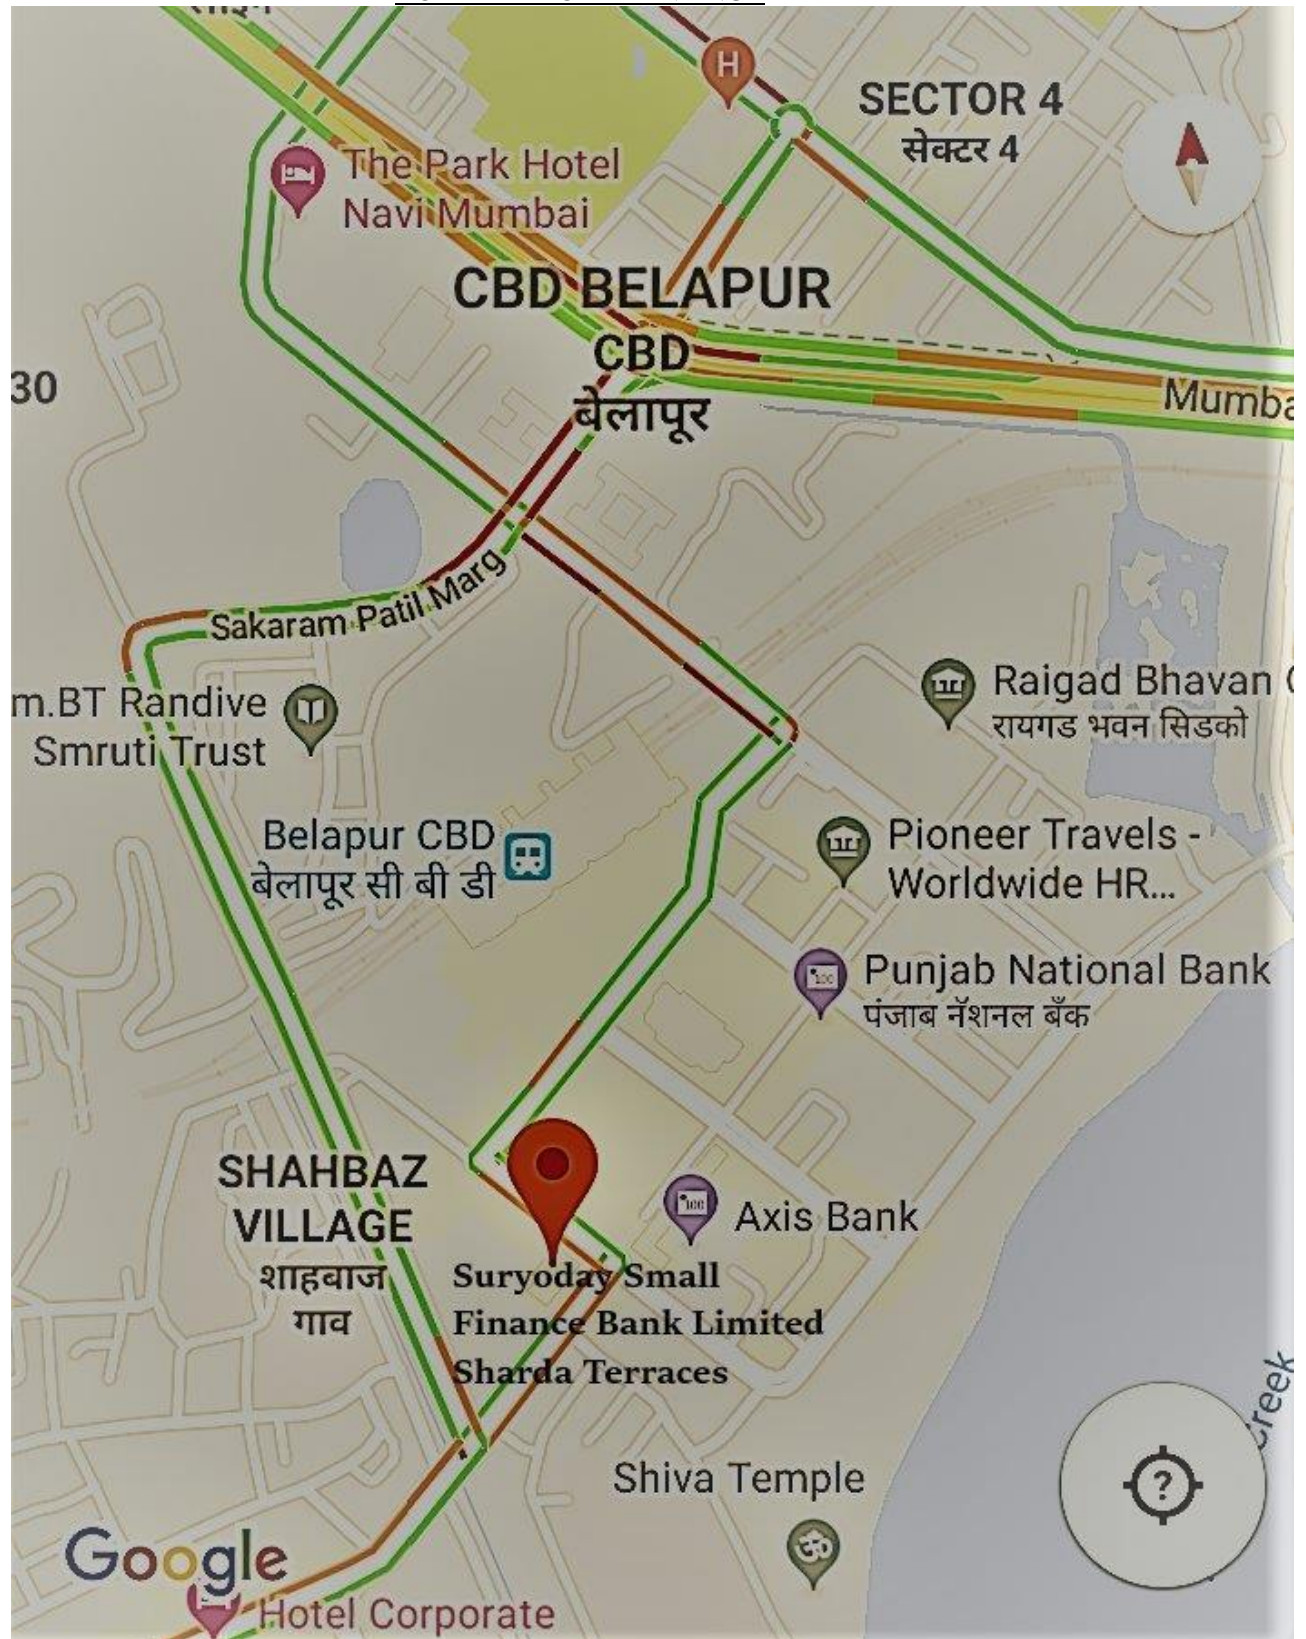 H
SECTOR 4
सेक्टर 4
The Park Hotel
Navi Mumbai
CBD BELAPUR
CBD
बेलापूर
30
Mumba
Sakaram Patil Marg
m.BT Randive
Smruti Trust
Raigad Bhavan C
रायगड भवन सिडको
Belapur CBD
बेलापूर सी बी डी
Pioneer Travels -
Worldwide HR...
Punjab National Bank
पंजाब नॅशनल बँक
SHAHBAZ
VILLAGE
शाहबाज
गाव
Axis Bank
Suryoday Small
Finance Bank Limited
Sharda Terraces
Creek
Shiva Temple
ॐ
?
Google
Hotel Corporate